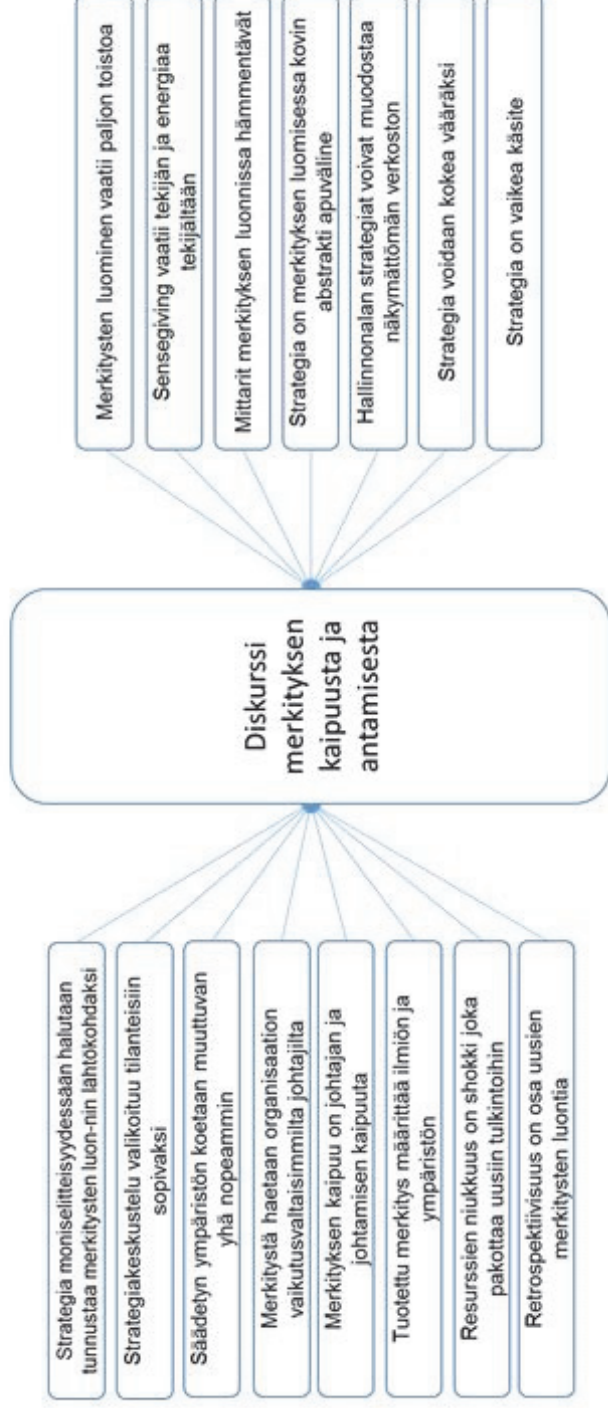 Strategia moniselitteisyydessään halutaan
tunnustaa merkitysten luon-nin lähtökohdaksi
Strategiakeskustelu valikoituu tilanteisiin
sopivaksi
Säädetyn ympäristön koetaan muuttuvan
yhä nopeammin
Merkitystä haetaan organisaation
vaikutusvaltaisimmilta johtajilta
Merkityksen kaipuu on johtajan ja
johtamisen kaipuuta
Tuotettu merkitys määrittää ilmiön ja
ympäristön
Resurssien niukkuus on shokki joka
pakottaa uusiin tulkintoihin
Retrospektiivisuus on osa uusien
merkitysten luontia
Diskurssi
merkityksen
kaipuusta ja
antamisesta
Merkitysten luominen vaatii paljon toistoa
Sensegiving vaatii tekijän ja energiaa
tekijältään
Mittarit merkityksen luonnissa hämmentävät
Strategia on merkityksen luomisessa kovin
abstrakti apuväline
Hallinnonalan strategiat voivat muodostaa
näkymättömän verkoston
Strategia voidaan kokea vääräksi
Strategia on vaikea käsite